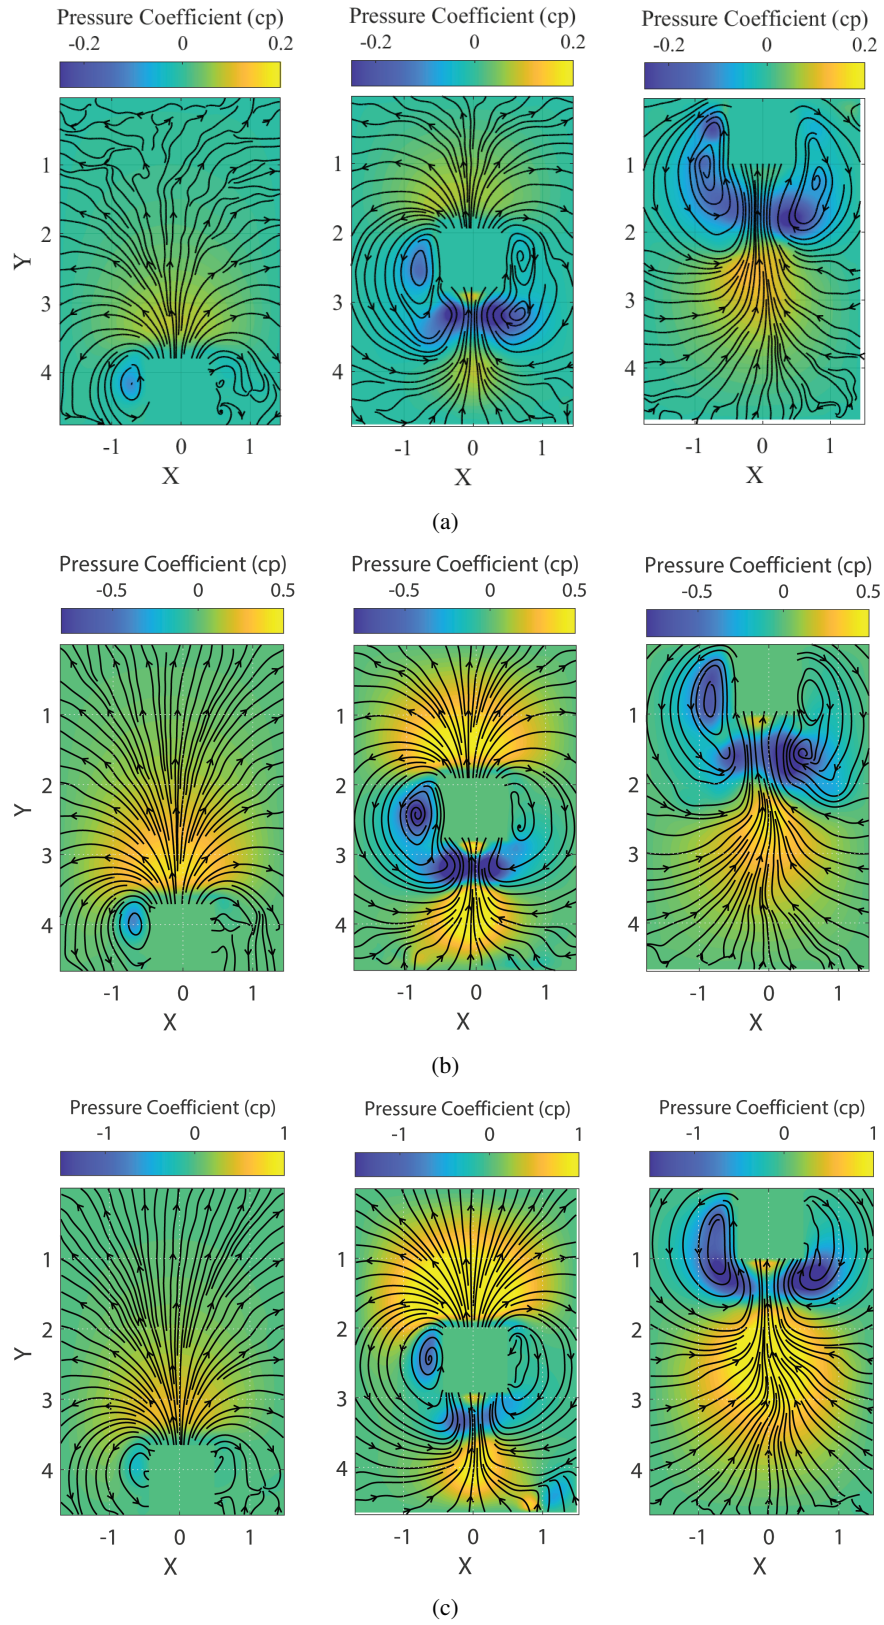 Pressure Coefficient (cp) Pressure Coefficient (cp) Pressure Coefficient (cp)
-0.2 0 0.2 -0.2 0 0.2 -0.2 0 0.2
1 1 1
2 2 2
Y
3 3 3
4 4 4
-1 0 1 -1 0 1 -1 0 1
X X X
(a)
Pressure Coefficient (cp) Pressure Coefficient (cp) Pressure Coefficient (cp)
-0.5 0 0.5 -0.5 0 0.5 -0.5 0 0.5
1 1 1
2 2 2
Y
3 3 3
4 4 4
-1 0 1 -1 0 1 -1 0 1
X X X
(b)
Pressure Coefficient (cp) Pressure Coefficient (cp) Pressure Coefficient (cp)
-1 0 1 -1 0 1 -1 0 1
1 1 1
2 2 2
Y
3 3 3
4 4 4
-1 0 1 -1 0 1 -1 0 1
X X X
(c)